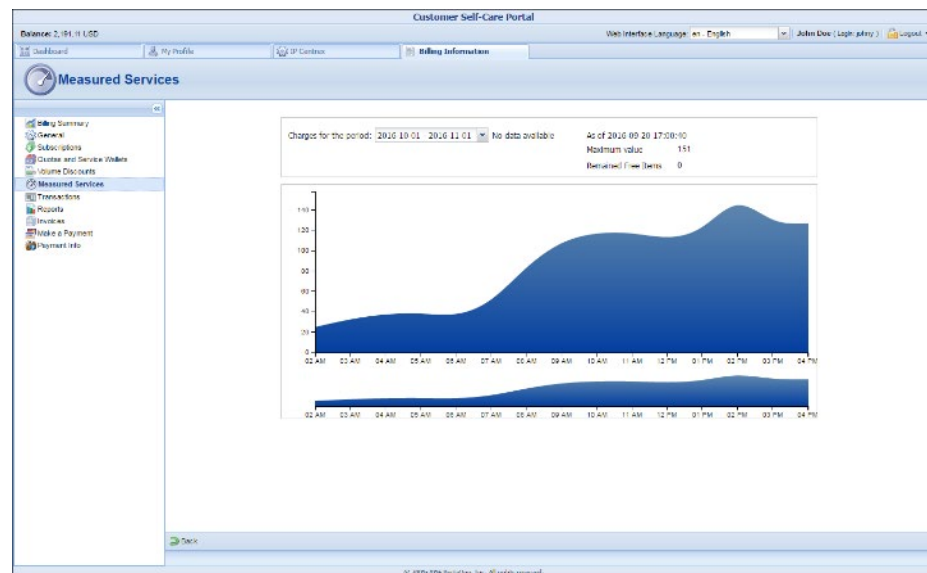 Customer Self-Care Portal
Balance: 2,191.11 USD
Web Interface Language: en - English
John Doe ( Login: johny )
Logout
Dashboard
My Profile
IP Centrex
Billing Information
Measured Services
Billing Summary
General
Subscriptions
Quotas and Service Wallets
Volume Discounts
Measured Services
Transactions
Reports
Invoices
Make a Payment
Payment Info
Charges for the period: 2016-10-01 - 2016-11-01 No data available
As of 2016-09-20 17:00:40
Maximum value 151
Remained Free Items 0
140
120
100
80
60
40
20
0
02 AM 03 AM 04 AM 05 AM 06 AM 07 AM 08 AM 09 AM 10 AM 11 AM 12 PM 01 PM 02 PM 03 PM 04 PM
02 AM 03 AM 04 AM 05 AM 06 AM 07 AM 08 AM 09 AM 10 AM 11 AM 12 PM 01 PM 02 PM 03 PM 04 PM
Back